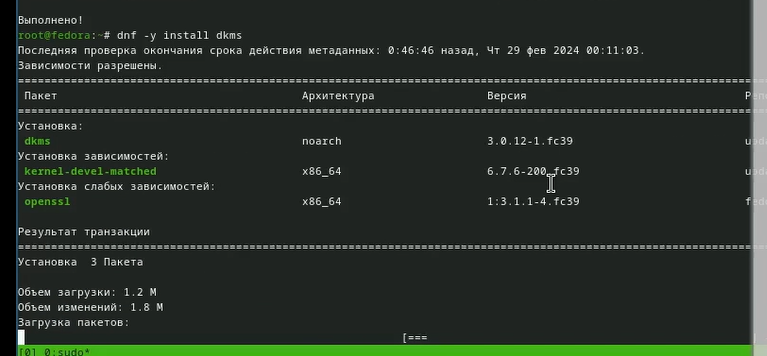 Выполнено!
root@fedora:~# dnf -y install dkms
Последняя проверка окончания срока действия метаданных: 0:46:46 назад, Чт 29 фев 2024 00:11:03.
Зависимости разрешены.
================================================================================
Пакет Архитектура Версия
================================================================================
Установка:
dkms noarch 3.0.12-1.fc39
Установка зависимостей:
kernel-devel-matched x86_64 6.7.6-200.fc39
Установка слабых зависимостей:
openssl x86_64 1:3.1.1-4.fc39
Результат транзакции
================================================================================
Установка 3 Пакета
Объем загрузки: 1.2 M
Объем изменений: 1.8 M
Загрузка пакетов:
[===
[0] 0:sudo*